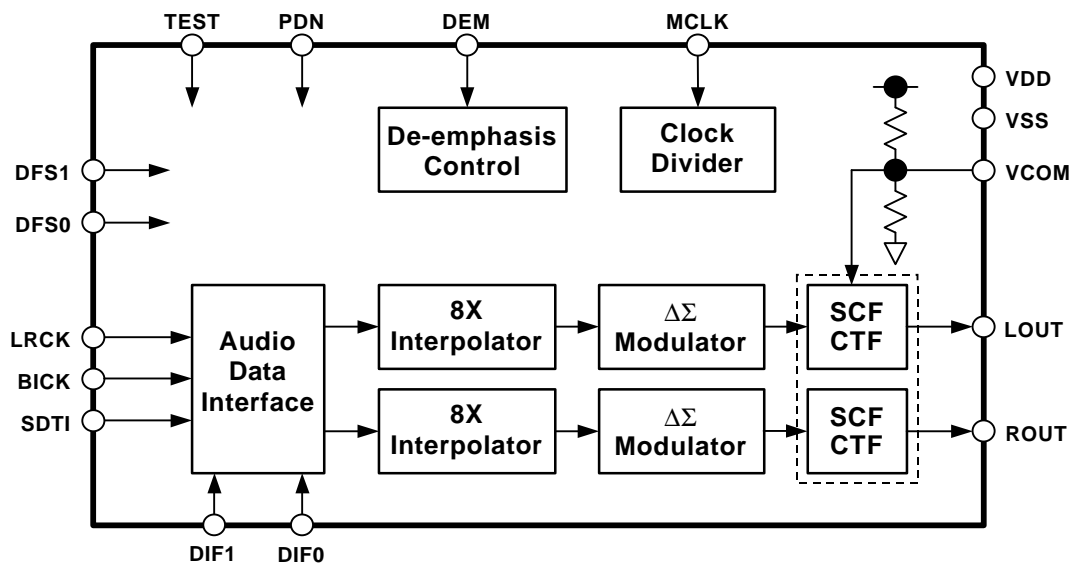 TEST
PDN
DEM
MCLK
VDD
VSS
VCOM
De-emphasis
Control
Clock
Divider
DFS1
DFS0
LRCK
BICK
SDTI
Audio
Data
Interface
8X
Interpolator
ΔΣ
Modulator
SCF
CTF
LOUT
8X
Interpolator
ΔΣ
Modulator
SCF
CTF
ROUT
DIF1
DIF0